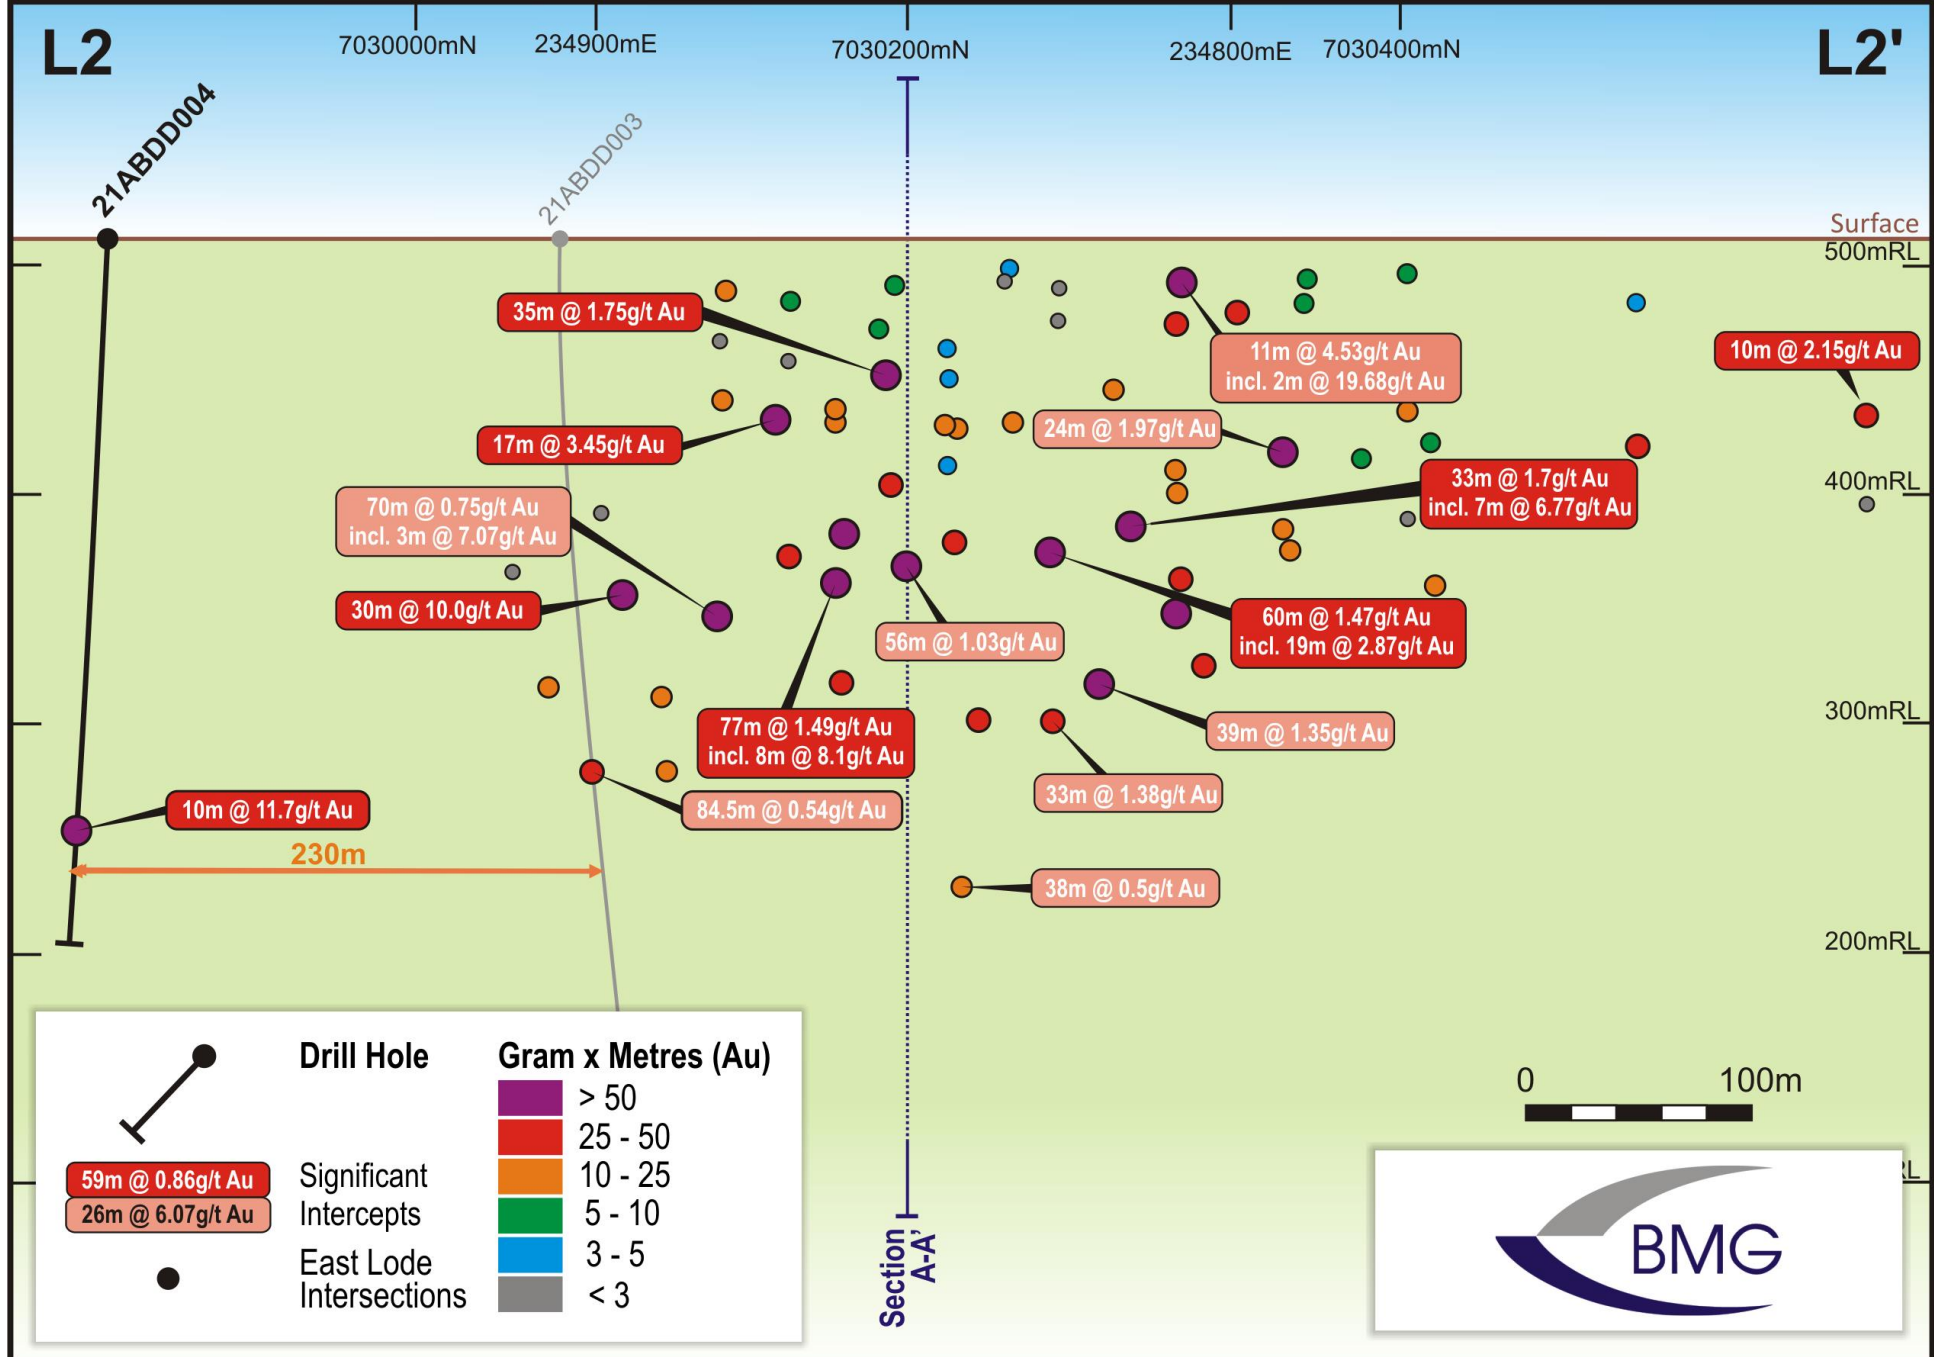 L2
7030000mN
234900mE
7030200mN
234800mE
7030400mN
L2'
21ABDD004
21ABDD003
Surface
500mRL
35m @ 1.75g/t Au
11m @ 4.53g/t Au
incl. 2m @ 19.68g/t Au
10m @ 2.15g/t Au
17m @ 3.45g/t Au
24m @ 1.97g/t Au
33m @ 1.7g/t Au
incl. 7m @ 6.77g/t Au
400mRL
70m @ 0.75g/t Au
incl. 3m @ 7.07g/t Au
30m @ 10.0g/t Au
56m @ 1.03g/t Au
60m @ 1.47g/t Au
incl. 19m @ 2.87g/t Au
77m @ 1.49g/t Au
incl. 8m @ 8.1g/t Au
39m @ 1.35g/t Au
300mRL
33m @ 1.38g/t Au
10m @ 11.7g/t Au
84.5m @ 0.54g/t Au
230m
38m @ 0.5g/t Au
200mRL
Drill Hole
59m @ 0.86g/t Au
26m @ 6.07g/t Au
Significant
Intercepts
East Lode
Intersections
Gram x Metres (Au)
> 50
25 - 50
10 - 25
5 - 10
3 - 5
< 3
Section
A-A'
0
100m
BMG